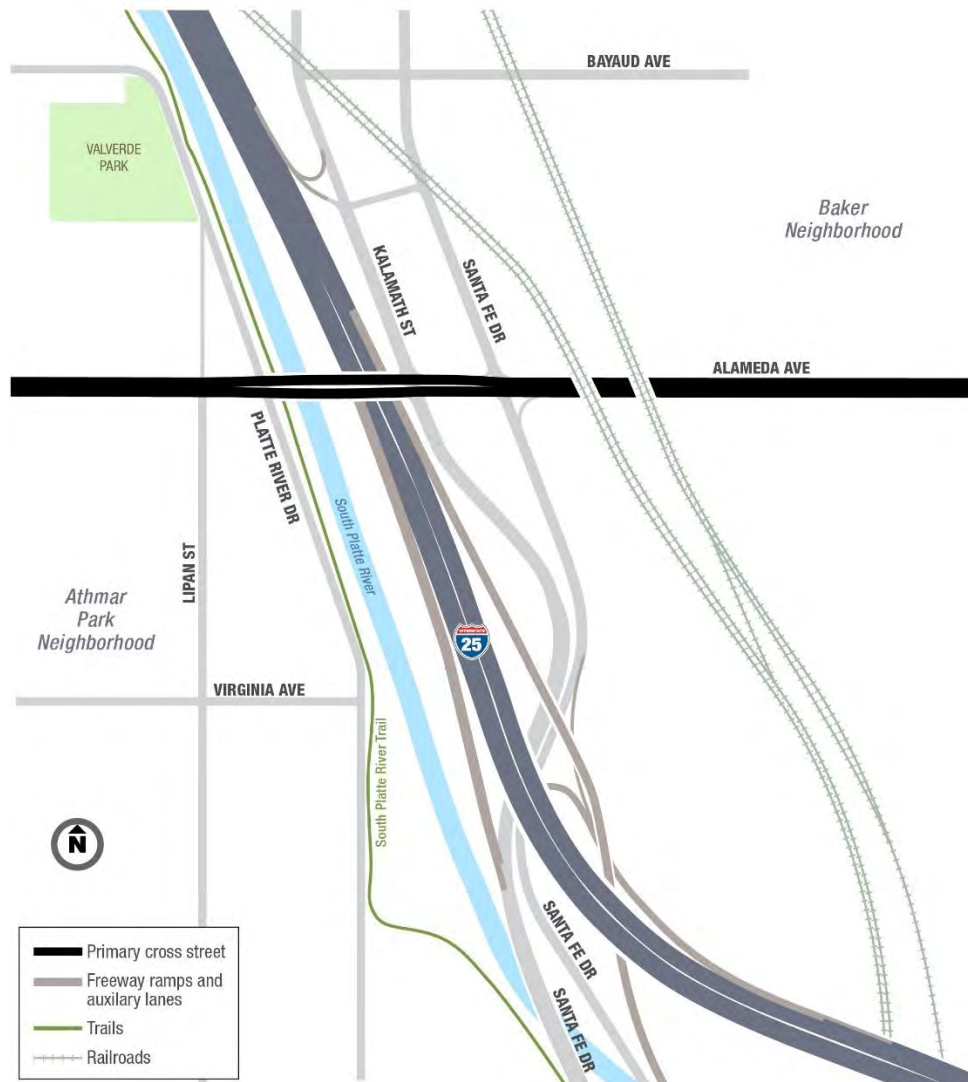 BAYAUD AVE
VALVERDE
PARK
Baker
Neighborhood
KALAMATH ST
SANTA FE DR
ALAMEDA AVE
PLATTE RIVER DR
South Platte River
LIPAN ST
Athmar
Park
Neighborhood
INTERSTATE
25
VIRGINIA AVE
South Platte River Trail
N
SANTA FE DR
SANTA FE DR
Primary cross street
Freeway ramps and
auxilary lanes
Trails
Railroads